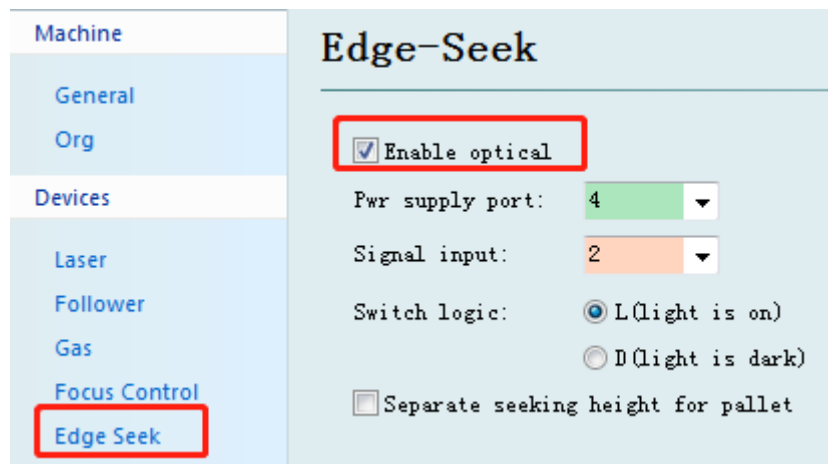 Machine
General
Org
Devices
Laser
Follower
Gas
Focus Control
Edge Seek
Edge-Seek
Enable optical
Pwr supply port: 4
Signal input: 2
Switch logic: L(light is on)
D(light is dark)
Separate seeking height for pallet